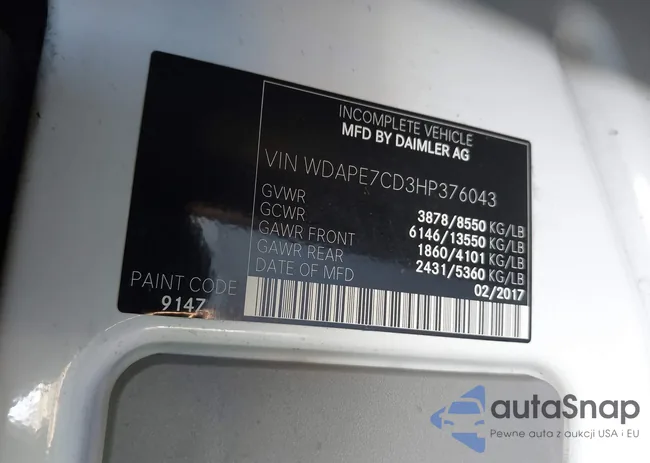 INCOMPLETE VEHICLE
MFD BY DAIMLER AG
VIN WDAPE7CD3HP376043
GVWR 3878/8550 KG/LB
GCWR 6146/13550 KG/LB
GAWR FRONT 1860/4101 KG/LB
GAWR REAR 2431/5360 KG/LB
DATE OF MFD 02/2017
PAINT CODE
9147
autaSnap
Pewne auta z aukcji USA i EU